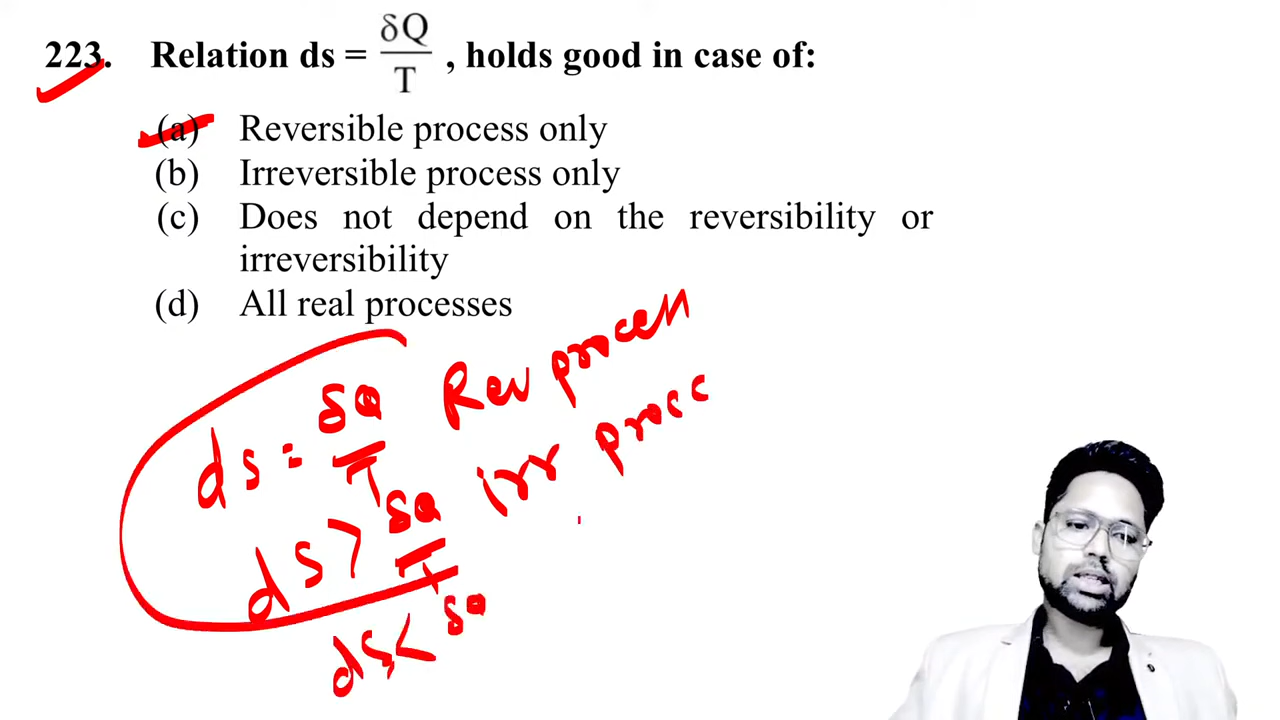 223. Relation ds = δQ/T , holds good in case of:
(a) Reversible process only
(b) Irreversible process only
(c) Does not depend on the reversibility or
irreversibility
(d) All real processes
ds = δQ/T Rev process
ds > δQ/T irr proce
ds < δQ